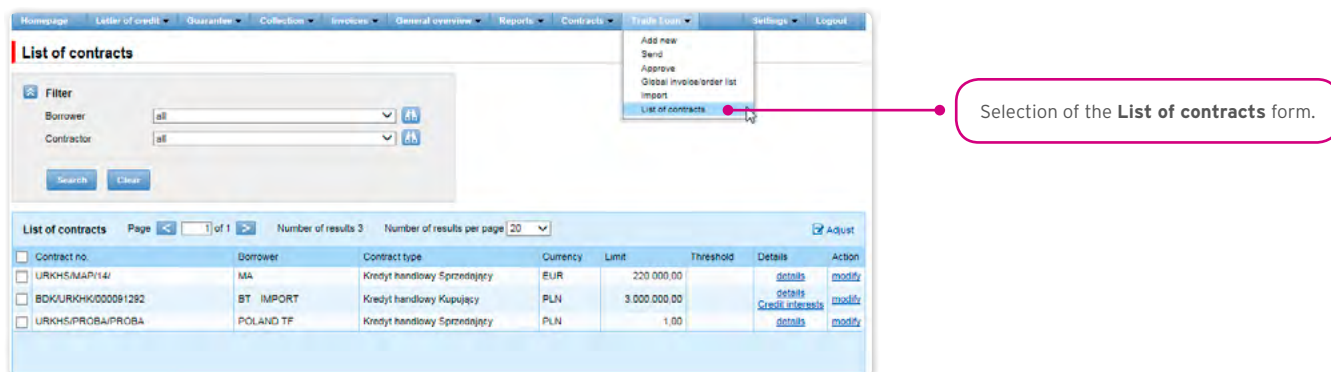 Homepage Letter of credit Guarantee Collection Invoices General overview Reports Contracts Trade Loan Settings Logout
Add new
Send
Approve
Global invoice/order list
Import
List of contracts
List of contracts
Filter
Borrower all
Contractor all
Search Clear
Selection of the List of contracts form.
List of contracts Page 1 of 1 Number of results 3 Number of results per page 20 Adjust
Contract no. Borrower Contract type Currency Limit Threshold Details Action
URKHS/MAP/14/ MA Kredyt handlowy Sprzedający EUR 220 000,00 details modify
BDK/URKHK/000091292 BT IMPORT Kredyt handlowy Kupujący PLN 3.000.000,00 details Credit interests modify
URKHS/PROBA/PROBA POLAND TF Kredyt handlowy Sprzedający PLN 1,00 details modify